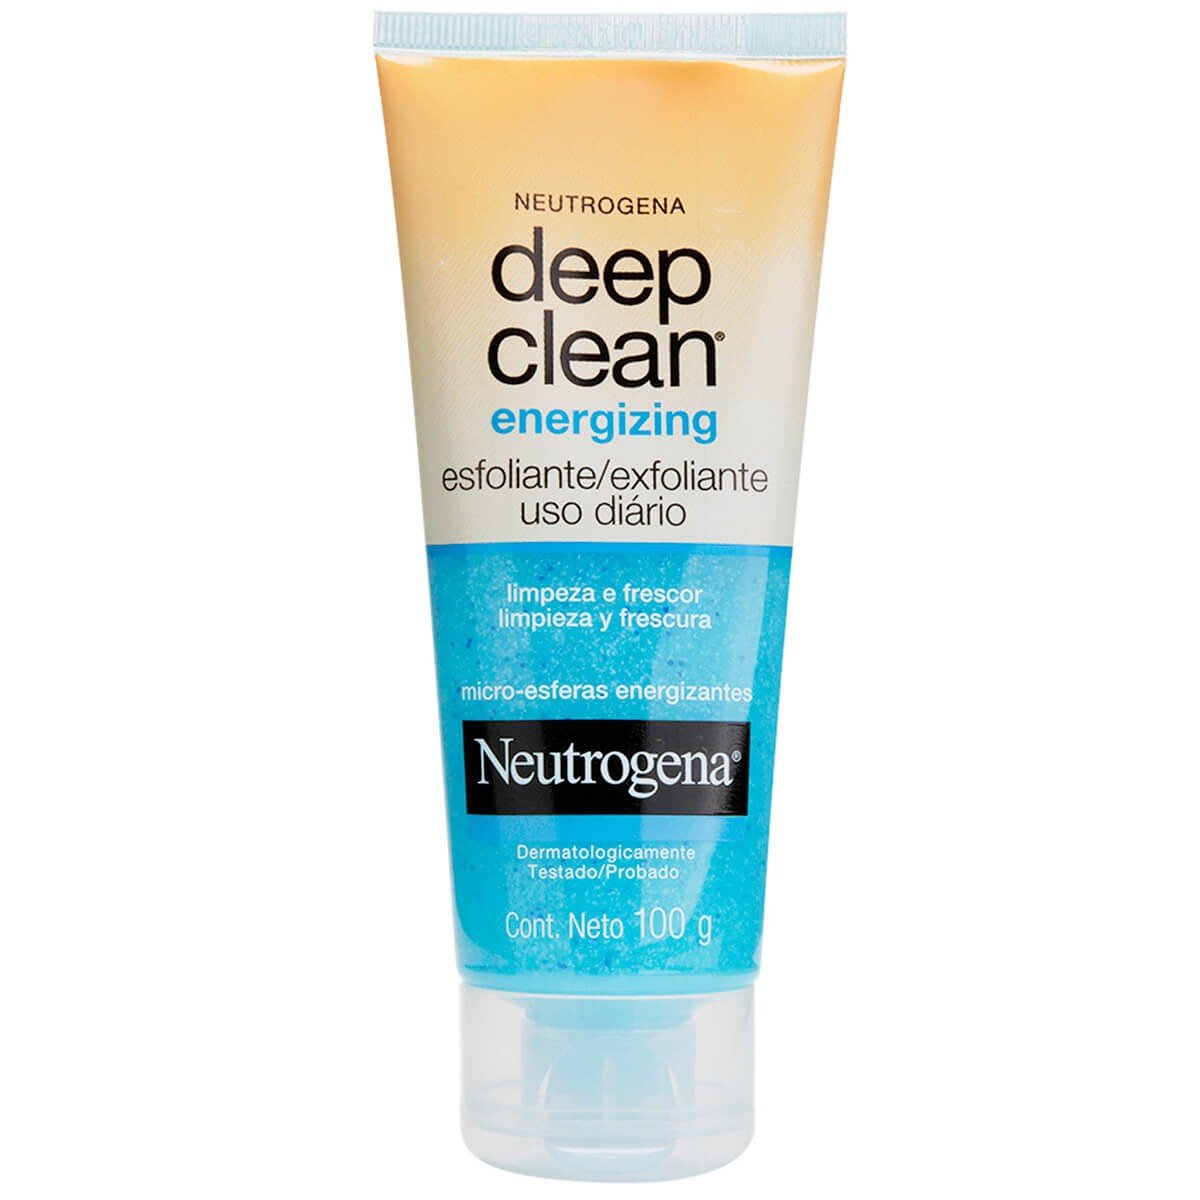 NEUTROGENA
deep
clean®
energizing
esfoliante/exfoliante
uso diário
limpeza e frescor
limpieza y frescura
micro-esferas energizantes
Neutrogena®
Dermatologicamente
Testado/Probado
Cont. Neto 100 g